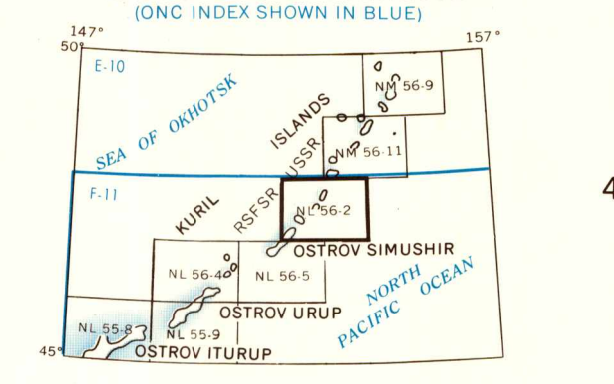 (ONC INDEX SHOWN IN BLUE)
147°
157°
50°
E-10
NM 56-9
SEA OF OKHOTSK
ISLANDS
USSR
NM 56-11
F-11
KURIL
RSFSR
NL 56-2
OSTROV SIMUSHIR
NL 56-4
NL 56-5
NORTH
PACIFIC OCEAN
OSTROV URUP
NL 55-8
NL 55-9
45°
OSTROV ITURUP
4